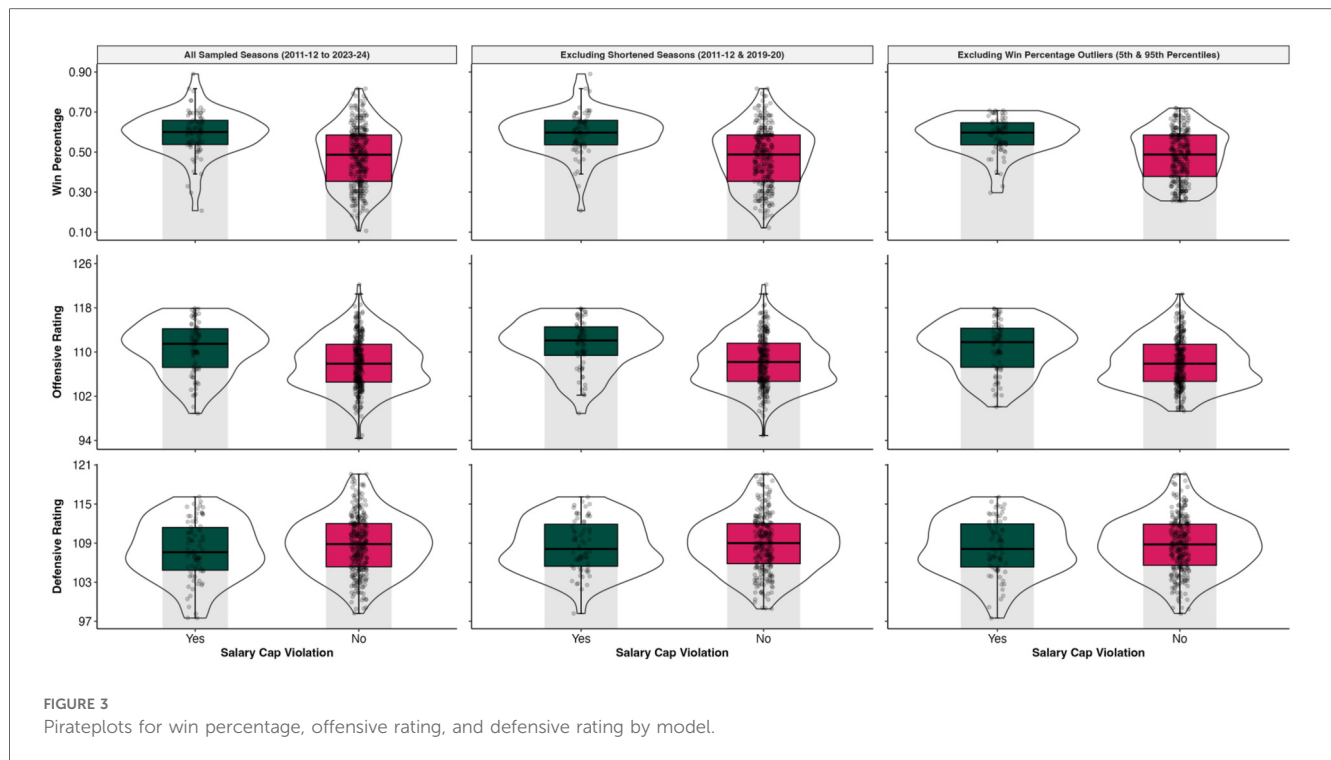 All Sampled Seasons (2011-12 to 2023-24)
Excluding Shortened Seasons (2011-12 & 2019-20)
Excluding Win Percentage Outliers (5th & 95th Percentiles)
Win Percentage
0.90
0.70
0.50
0.30
0.10
Offensive Rating
126
118
110
102
94
Defensive Rating
121
115
109
103
97
Yes
No
Yes
No
Yes
No
Salary Cap Violation
Salary Cap Violation
Salary Cap Violation
FIGURE 3
Pirateplots for win percentage, offensive rating, and defensive rating by model.